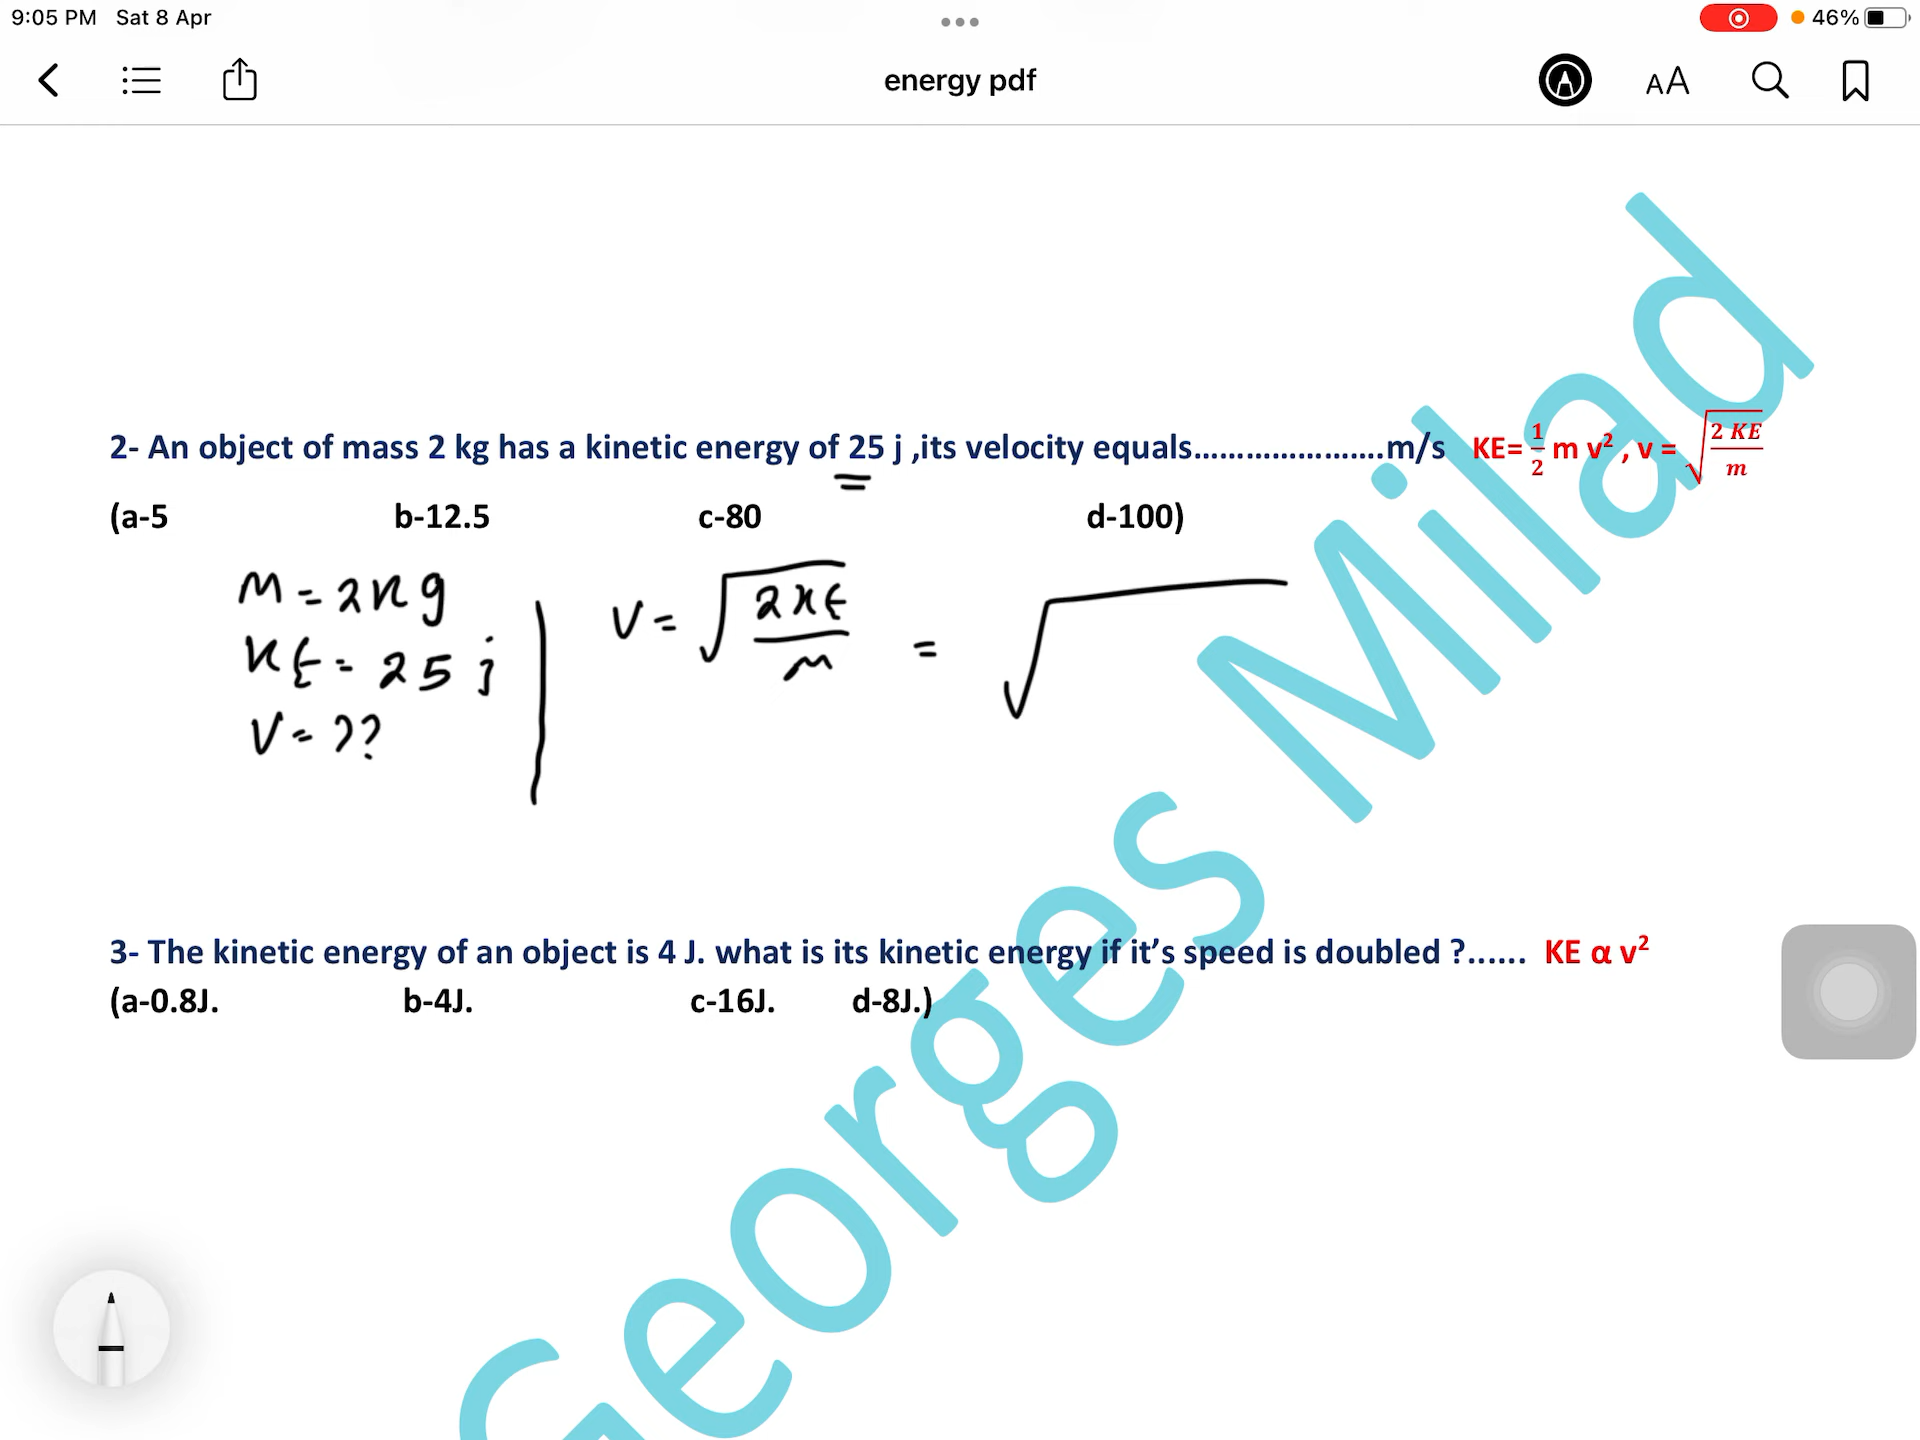 9:05 PM Sat 8 Apr
46%
energy pdf
AA
2- An object of mass 2 kg has a kinetic energy of 25 j ,its velocity equals.....................m/s KE= 1/2 m v² , v = √(2 KE / m)
(a-5 b-12.5 c-80 d-100)
M = 2Kg
KE = 25 j
V = ??
V = √(2KE / M) = √
3- The kinetic energy of an object is 4 J. what is its kinetic energy if it’s speed is doubled ?...... KE α v²
(a-0.8J. b-4J. c-16J. d-8J.)
Georges Milad